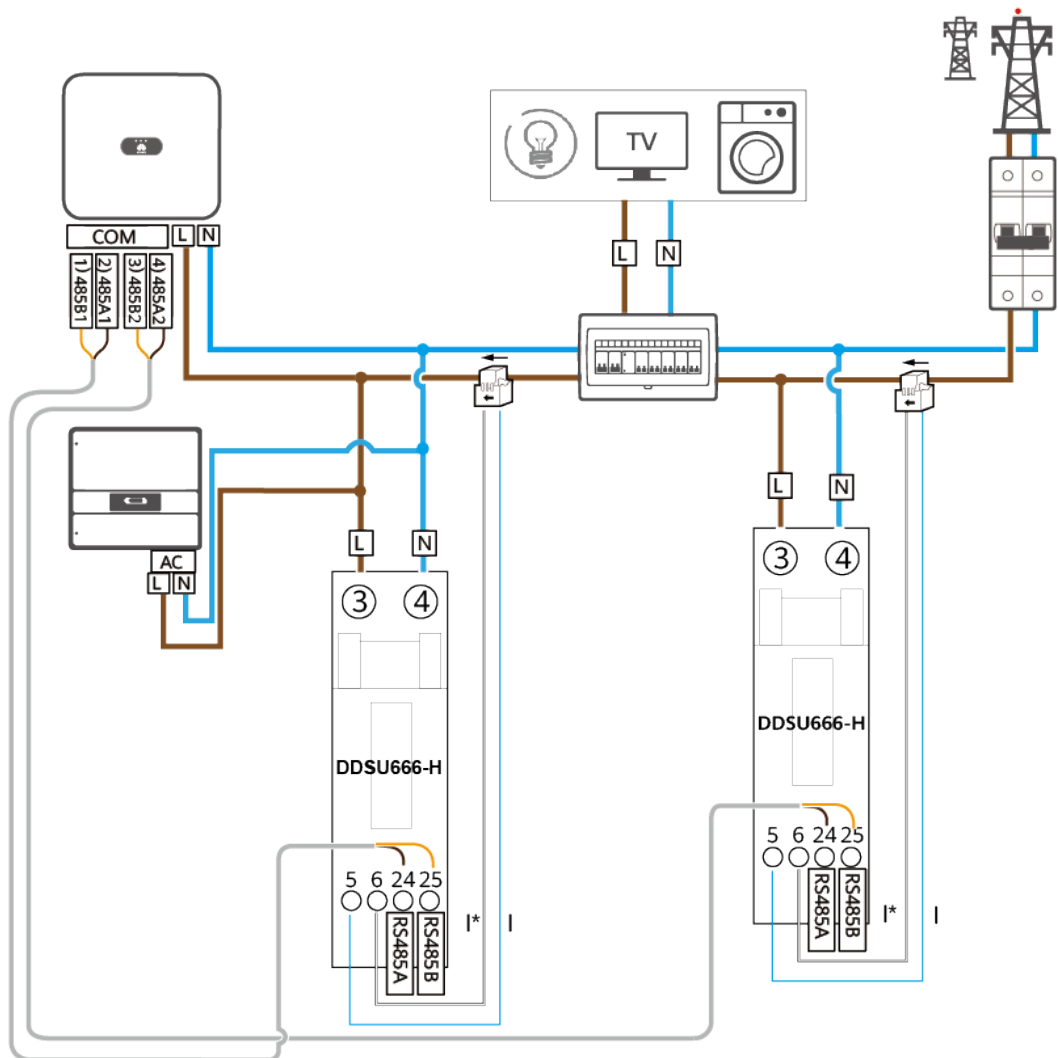 TV
COM
L
N
1) 485B1
2) 485A1
3) 485B2
4) 485A2
L
N
AC
L
N
L
N
L
N
3
4
3
4
DDSU666-H
DDSU666-H
5
6
24
25
RS485A
RS485B
I*
I
5
6
24
25
RS485A
RS485B
I*
I